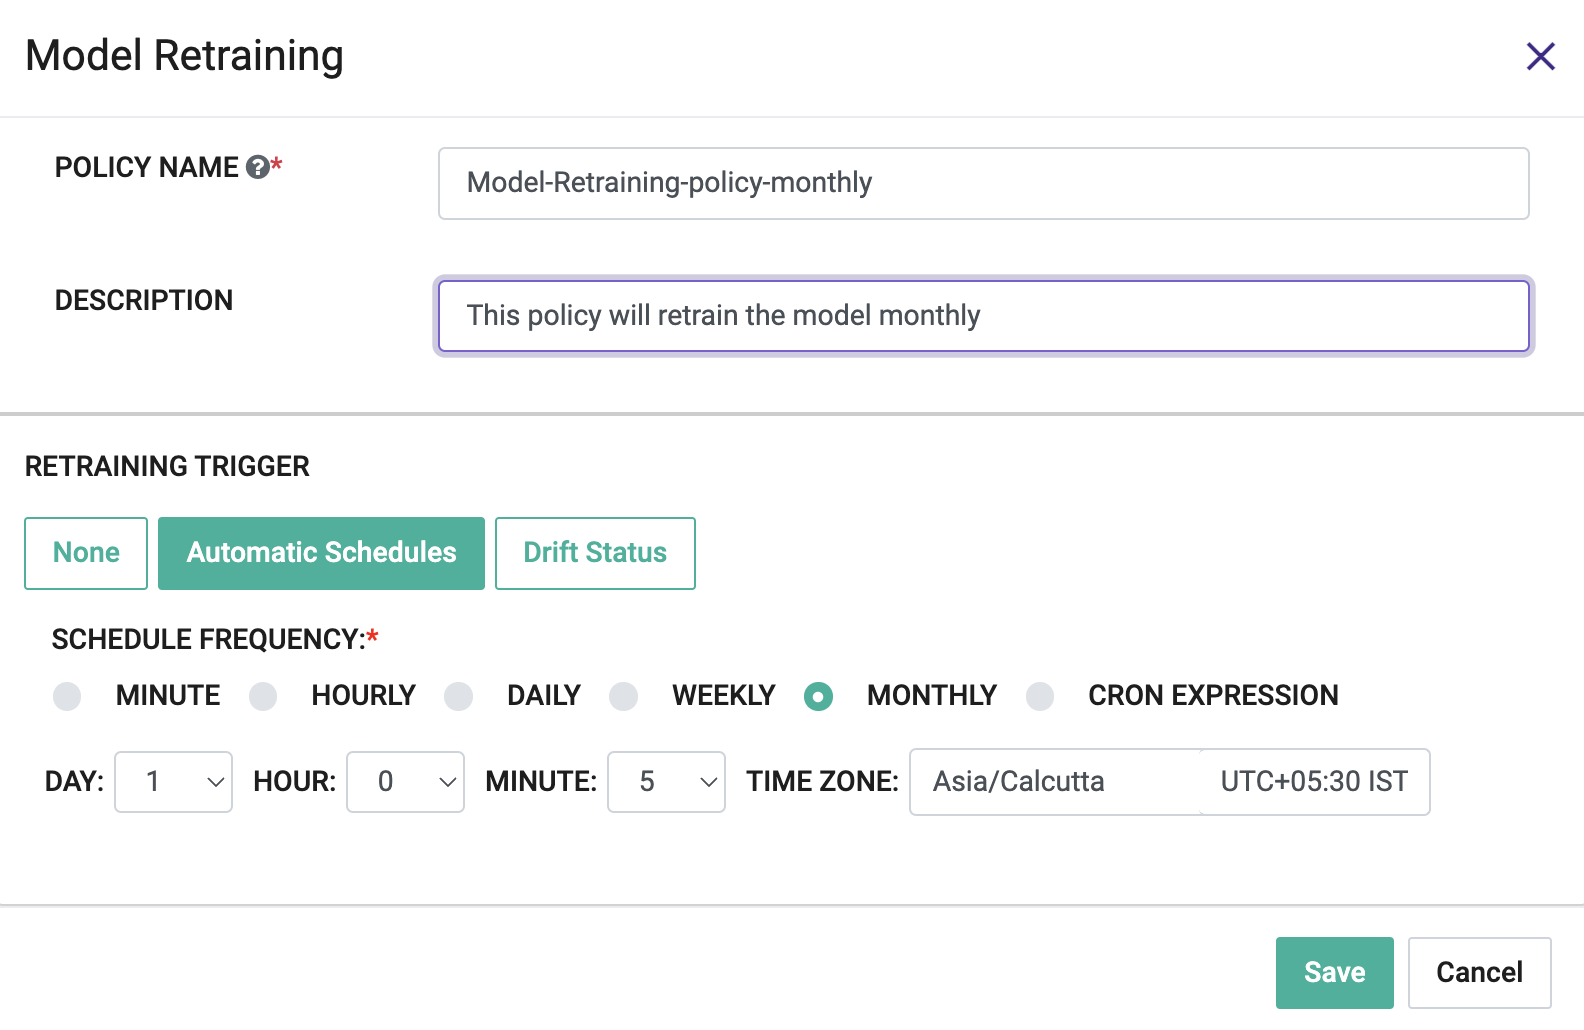 Model Retraining
POLICY NAME ?*
Model-Retraining-policy-monthly
DESCRIPTION
This policy will retrain the model monthly
RETRAINING TRIGGER
None Automatic Schedules Drift Status
SCHEDULE FREQUENCY:*
MINUTE HOURLY DAILY WEEKLY MONTHLY CRON EXPRESSION
DAY: 1 HOUR: 0 MINUTE: 5 TIME ZONE: Asia/Calcutta UTC+05:30 IST
Save Cancel